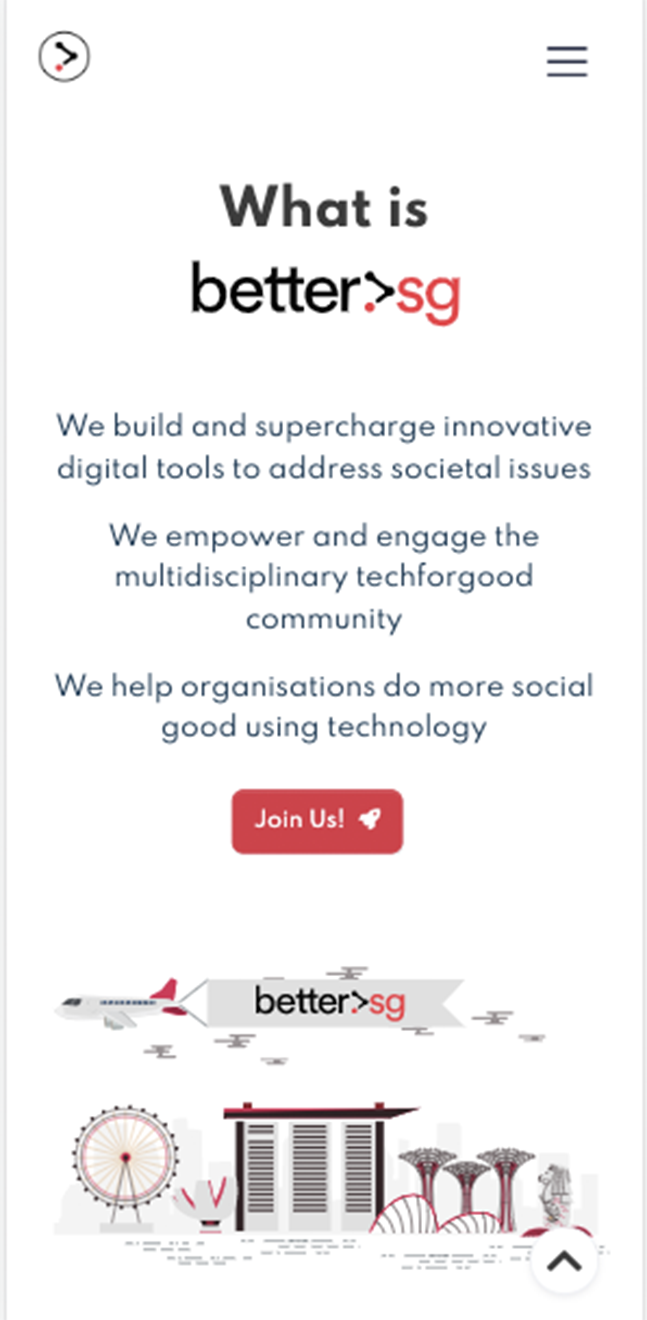 What is
better.sg
We build and supercharge innovative
digital tools to address societal issues
We empower and engage the
multidisciplinary techforgood
community
We help organisations do more social
good using technology
Join Us!
better.sg